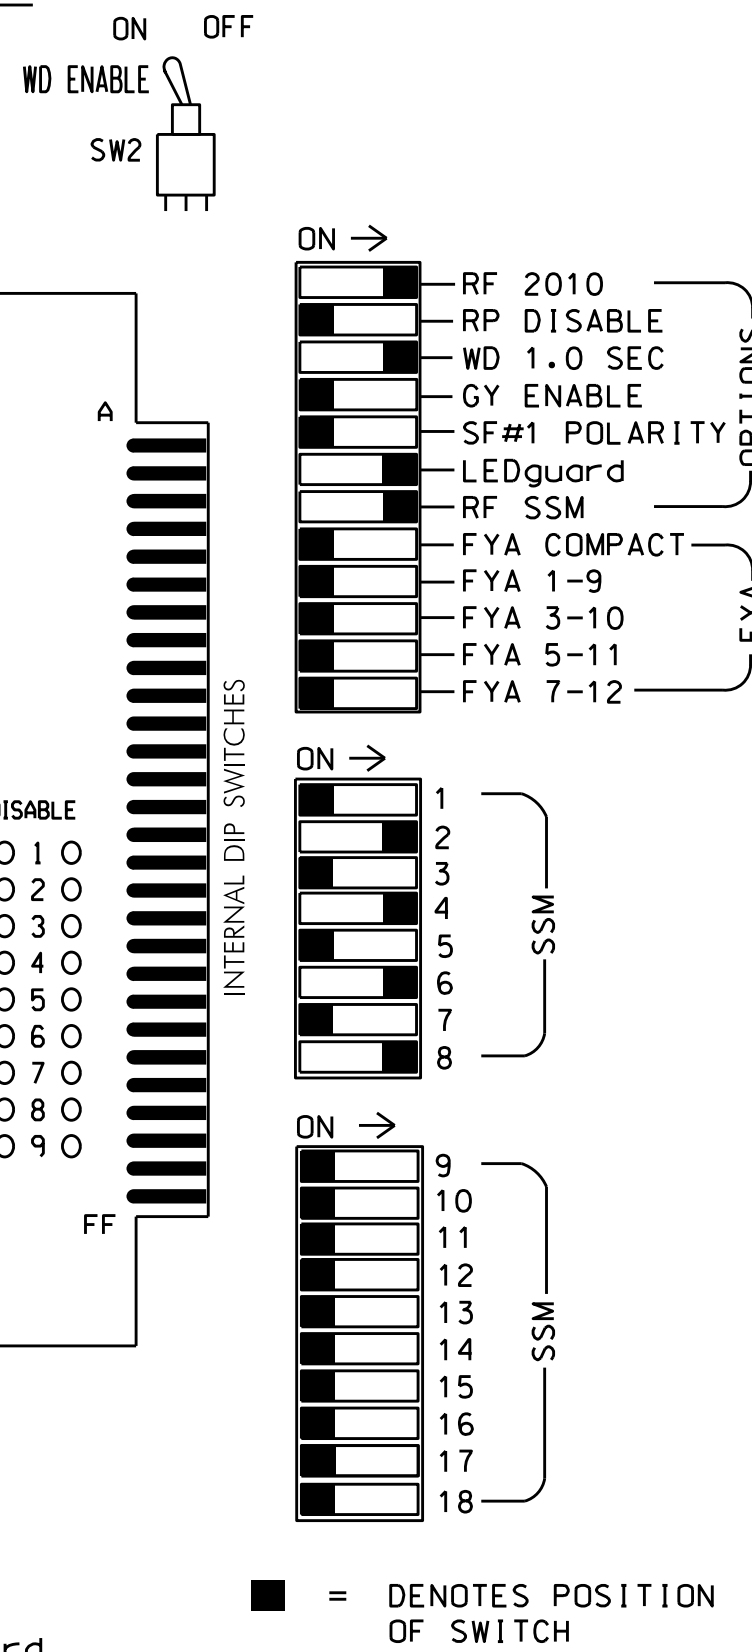 ON OFF
WD ENABLE
SW2
ON
RF 2010
RP DISABLE
WD 1.0 SEC
GY ENABLE
SF#1 POLARITY
LEDguard
RF SSM
OPTIONS
FYA COMPACT
FYA 1-9
FYA 3-10
FYA 5-11
FYA 7-12
FYA
A
INTERNAL DIP SWITCHES
ON
1
2
3
4
5
6
7
8
SSM
ISABLE
1
2
3
4
5
6
7
8
9
FF
ON
9
10
11
12
13
14
15
16
17
18
SSM
= DENOTES POSITION
OF SWITCH